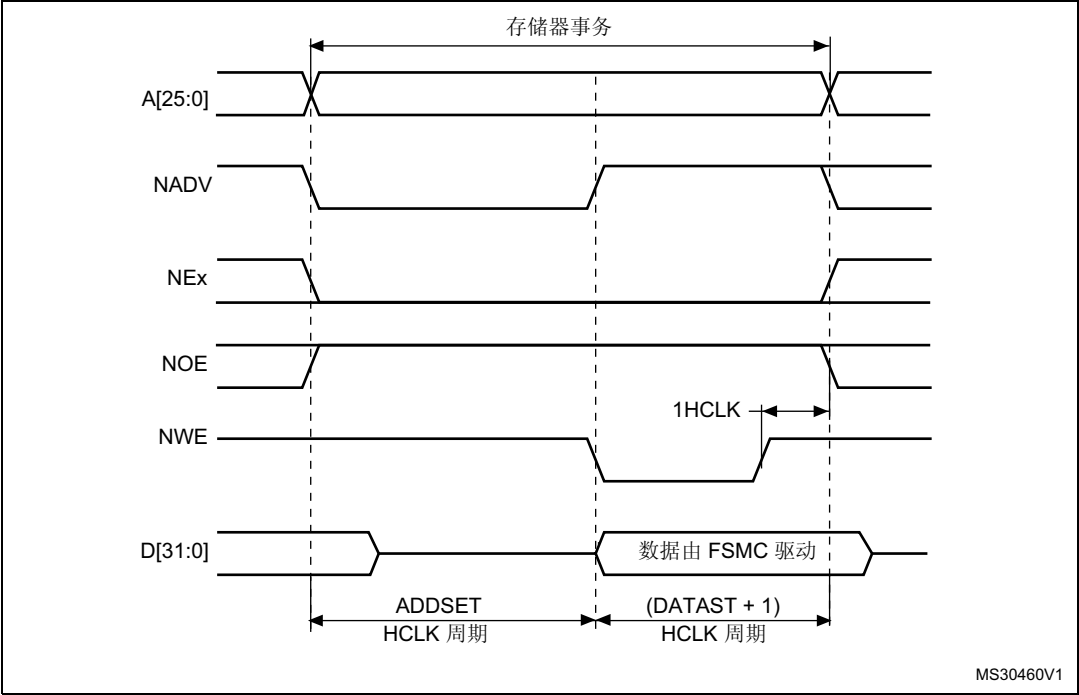 存储器事务
A[25:0]
NADV
NEx
NOE
1HCLK
NWE
D[31:0]
数据由 FSMC 驱动
ADDSET
HCLK 周期
(DATAST + 1)
HCLK 周期
MS30460V1